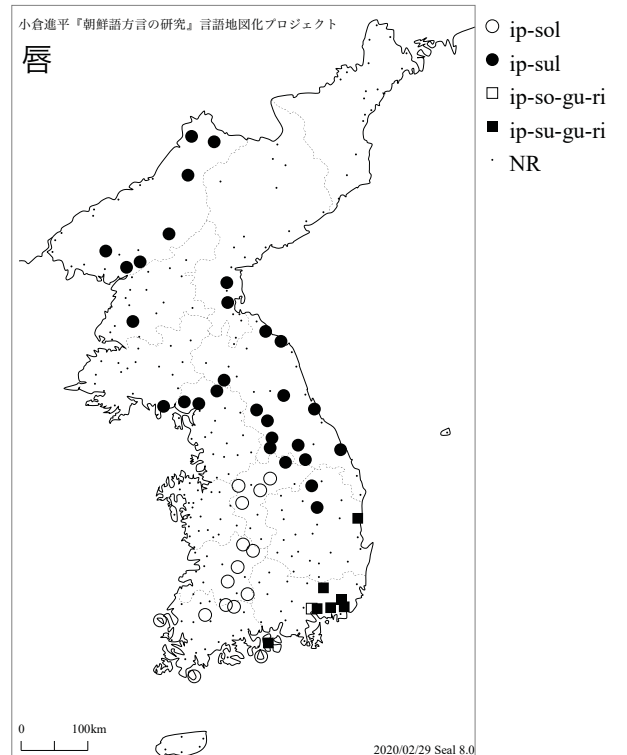 小倉進平『朝鮮語方言の研究』言語地図化プロジェクト
唇
ip-sol
ip-sul
ip-so-gu-ri
ip-su-gu-ri
NR
0 100km
2020/02/29 Seal 8.0